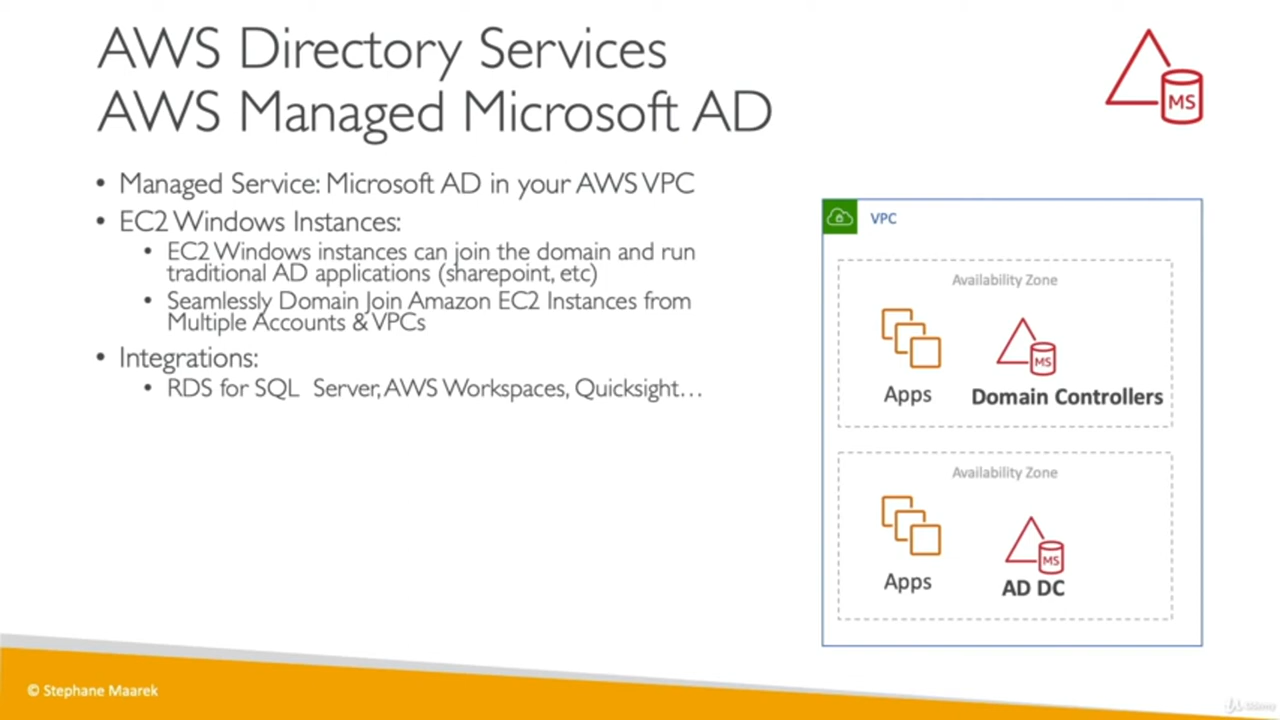 AWS Directory Services
AWS Managed Microsoft AD
MS
• Managed Service: Microsoft AD in your AWS VPC
• EC2 Windows Instances:
• EC2 Windows instances can join the domain and run
traditional AD applications (sharepoint, etc)
• Seamlessly Domain Join Amazon EC2 Instances from
Multiple Accounts & VPCs
• Integrations:
• RDS for SQL Server, AWS Workspaces, Quicksight…
VPC
Availability Zone
MS
Apps
Domain Controllers
Availability Zone
MS
Apps
AD DC
© Stephane Maarek
Udemy